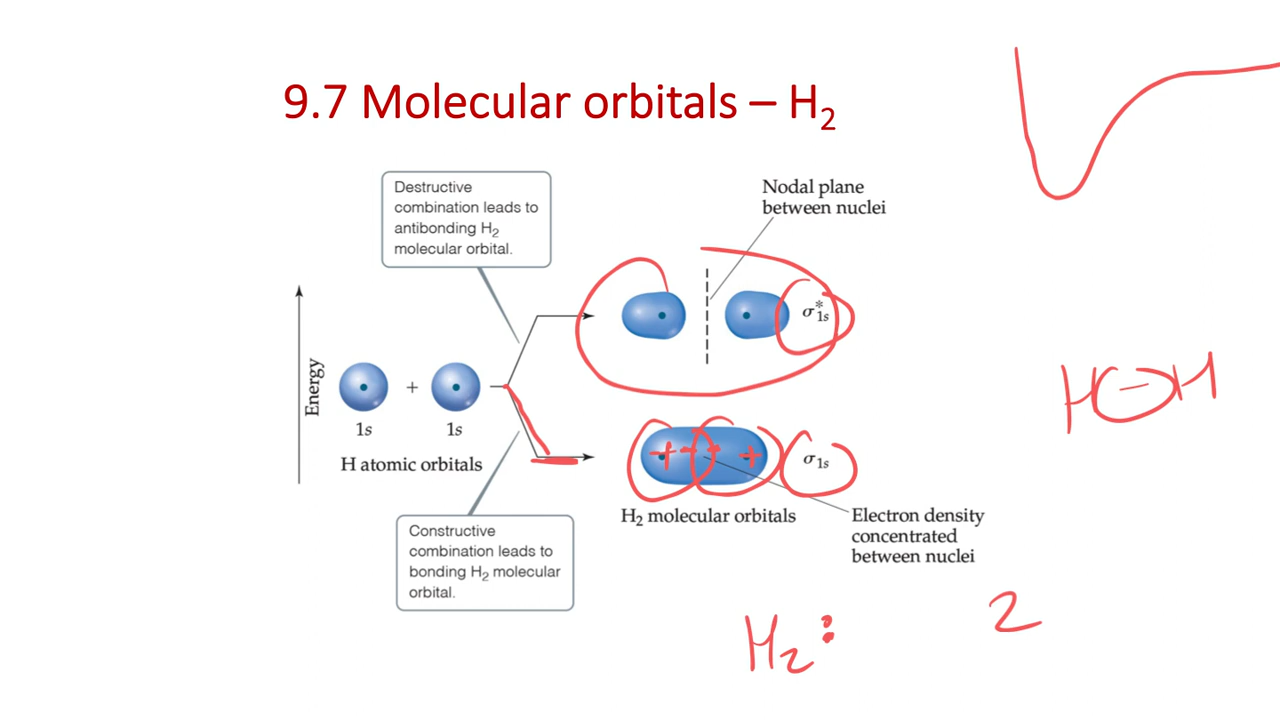 9.7 Molecular orbitals – H₂
Destructive
combination leads to
antibonding H₂
molecular orbital.
Nodal plane
between nuclei
σ*1s
Energy
+
1s
1s
H atomic orbitals
+ +
σ1s
H₂ molecular orbitals
Electron density
concentrated
between nuclei
Constructive
combination leads to
bonding H₂ molecular
orbital.
H–H
H₂:
2